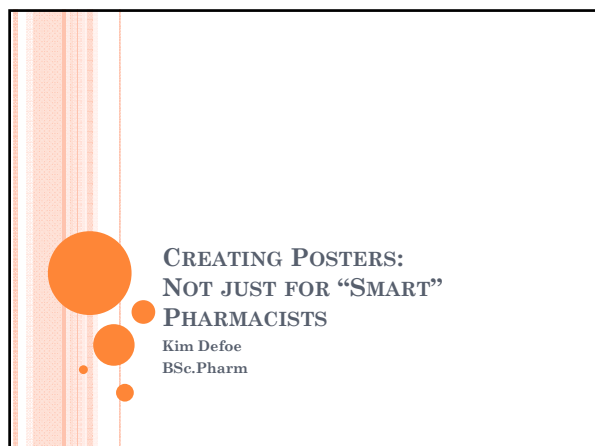 CREATING POSTERS:
NOT JUST FOR “SMART”
PHARMACISTS
Kim Defoe
BSc.Pharm